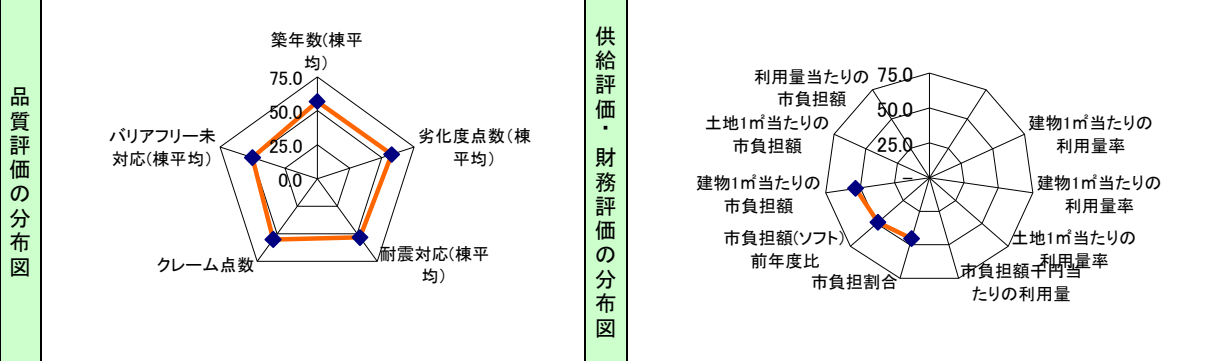 品質評価の分布図
築年数(棟平
均)
75.0
50.0
25.0
0.0
劣化度点数(棟
平均)
耐震対応(棟平
均)
クレーム点数
バリアフリー未
対応(棟平均)
供給評価・財務評価の分布図
75.0
50.0
25.0
–
建物1㎡当たりの
利用量率
建物1㎡当たりの
利用量率
土地1㎡当たりの
利用量率
市負担額千円当
たりの利用量
市負担割合
市負担額(ソフト)
前年度比
建物1㎡当たりの
市負担額
土地1㎡当たりの
市負担額
利用量当たりの
市負担額